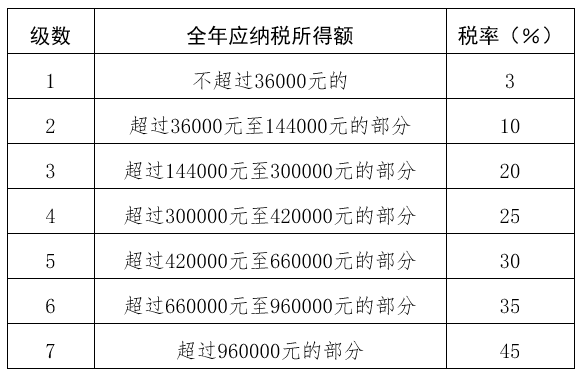 级数 全年应纳税所得额 税率（%）
1 不超过36000元的 3
2 超过36000元至144000元的部分 10
3 超过144000元至300000元的部分 20
4 超过300000元至420000元的部分 25
5 超过420000元至660000元的部分 30
6 超过660000元至960000元的部分 35
7 超过960000元的部分 45